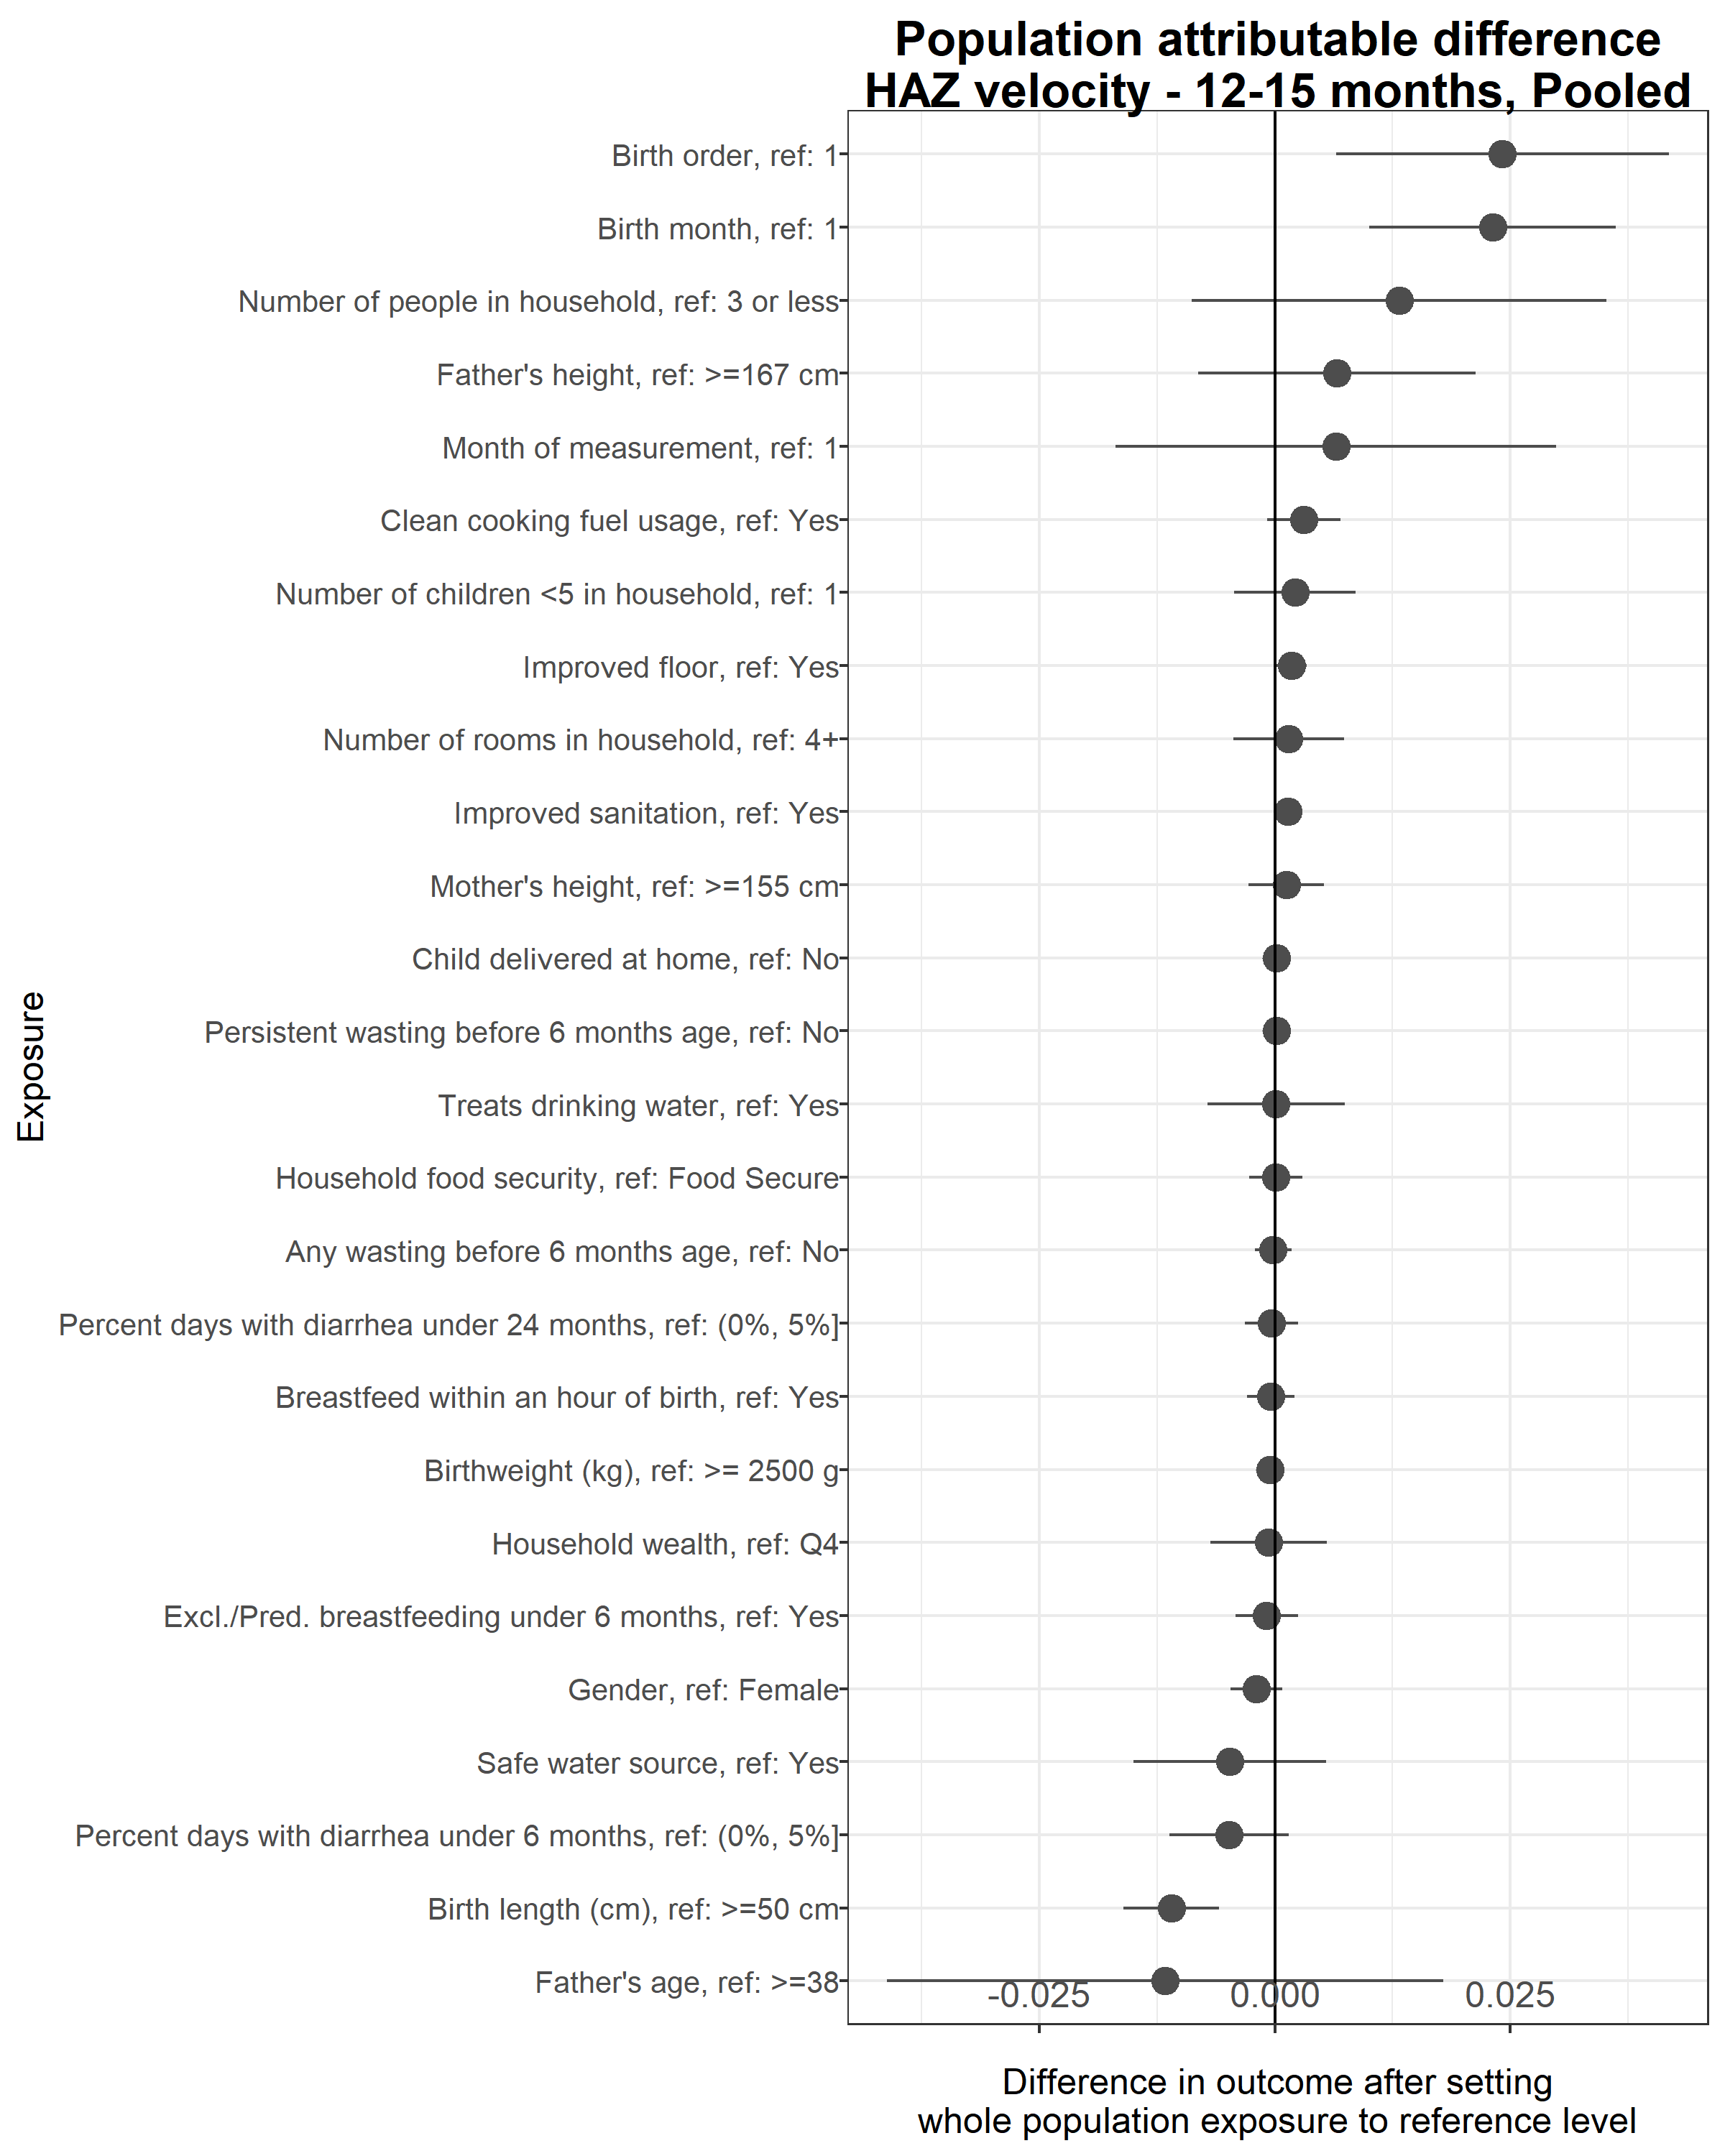 Population attributable difference
HAZ velocity - 12-15 months, Pooled
Birth order, ref: 1
Birth month, ref: 1
Number of people in household, ref: 3 or less
Father's height, ref: >=167 cm
Month of measurement, ref: 1
Clean cooking fuel usage, ref: Yes
Number of children <5 in household, ref: 1
Improved floor, ref: Yes
Number of rooms in household, ref: 4+
Improved sanitation, ref: Yes
Mother's height, ref: >=155 cm
Child delivered at home, ref: No
Persistent wasting before 6 months age, ref: No
Treats drinking water, ref: Yes
Household food security, ref: Food Secure
Any wasting before 6 months age, ref: No
Percent days with diarrhea under 24 months, ref: (0%, 5%]
Breastfeed within an hour of birth, ref: Yes
Birthweight (kg), ref: >= 2500 g
Household wealth, ref: Q4
Excl./Pred. breastfeeding under 6 months, ref: Yes
Gender, ref: Female
Safe water source, ref: Yes
Percent days with diarrhea under 6 months, ref: (0%, 5%]
Birth length (cm), ref: >=50 cm
Father's age, ref: >=38
Exposure
-0.025 0.000 0.025
Difference in outcome after setting
whole population exposure to reference level